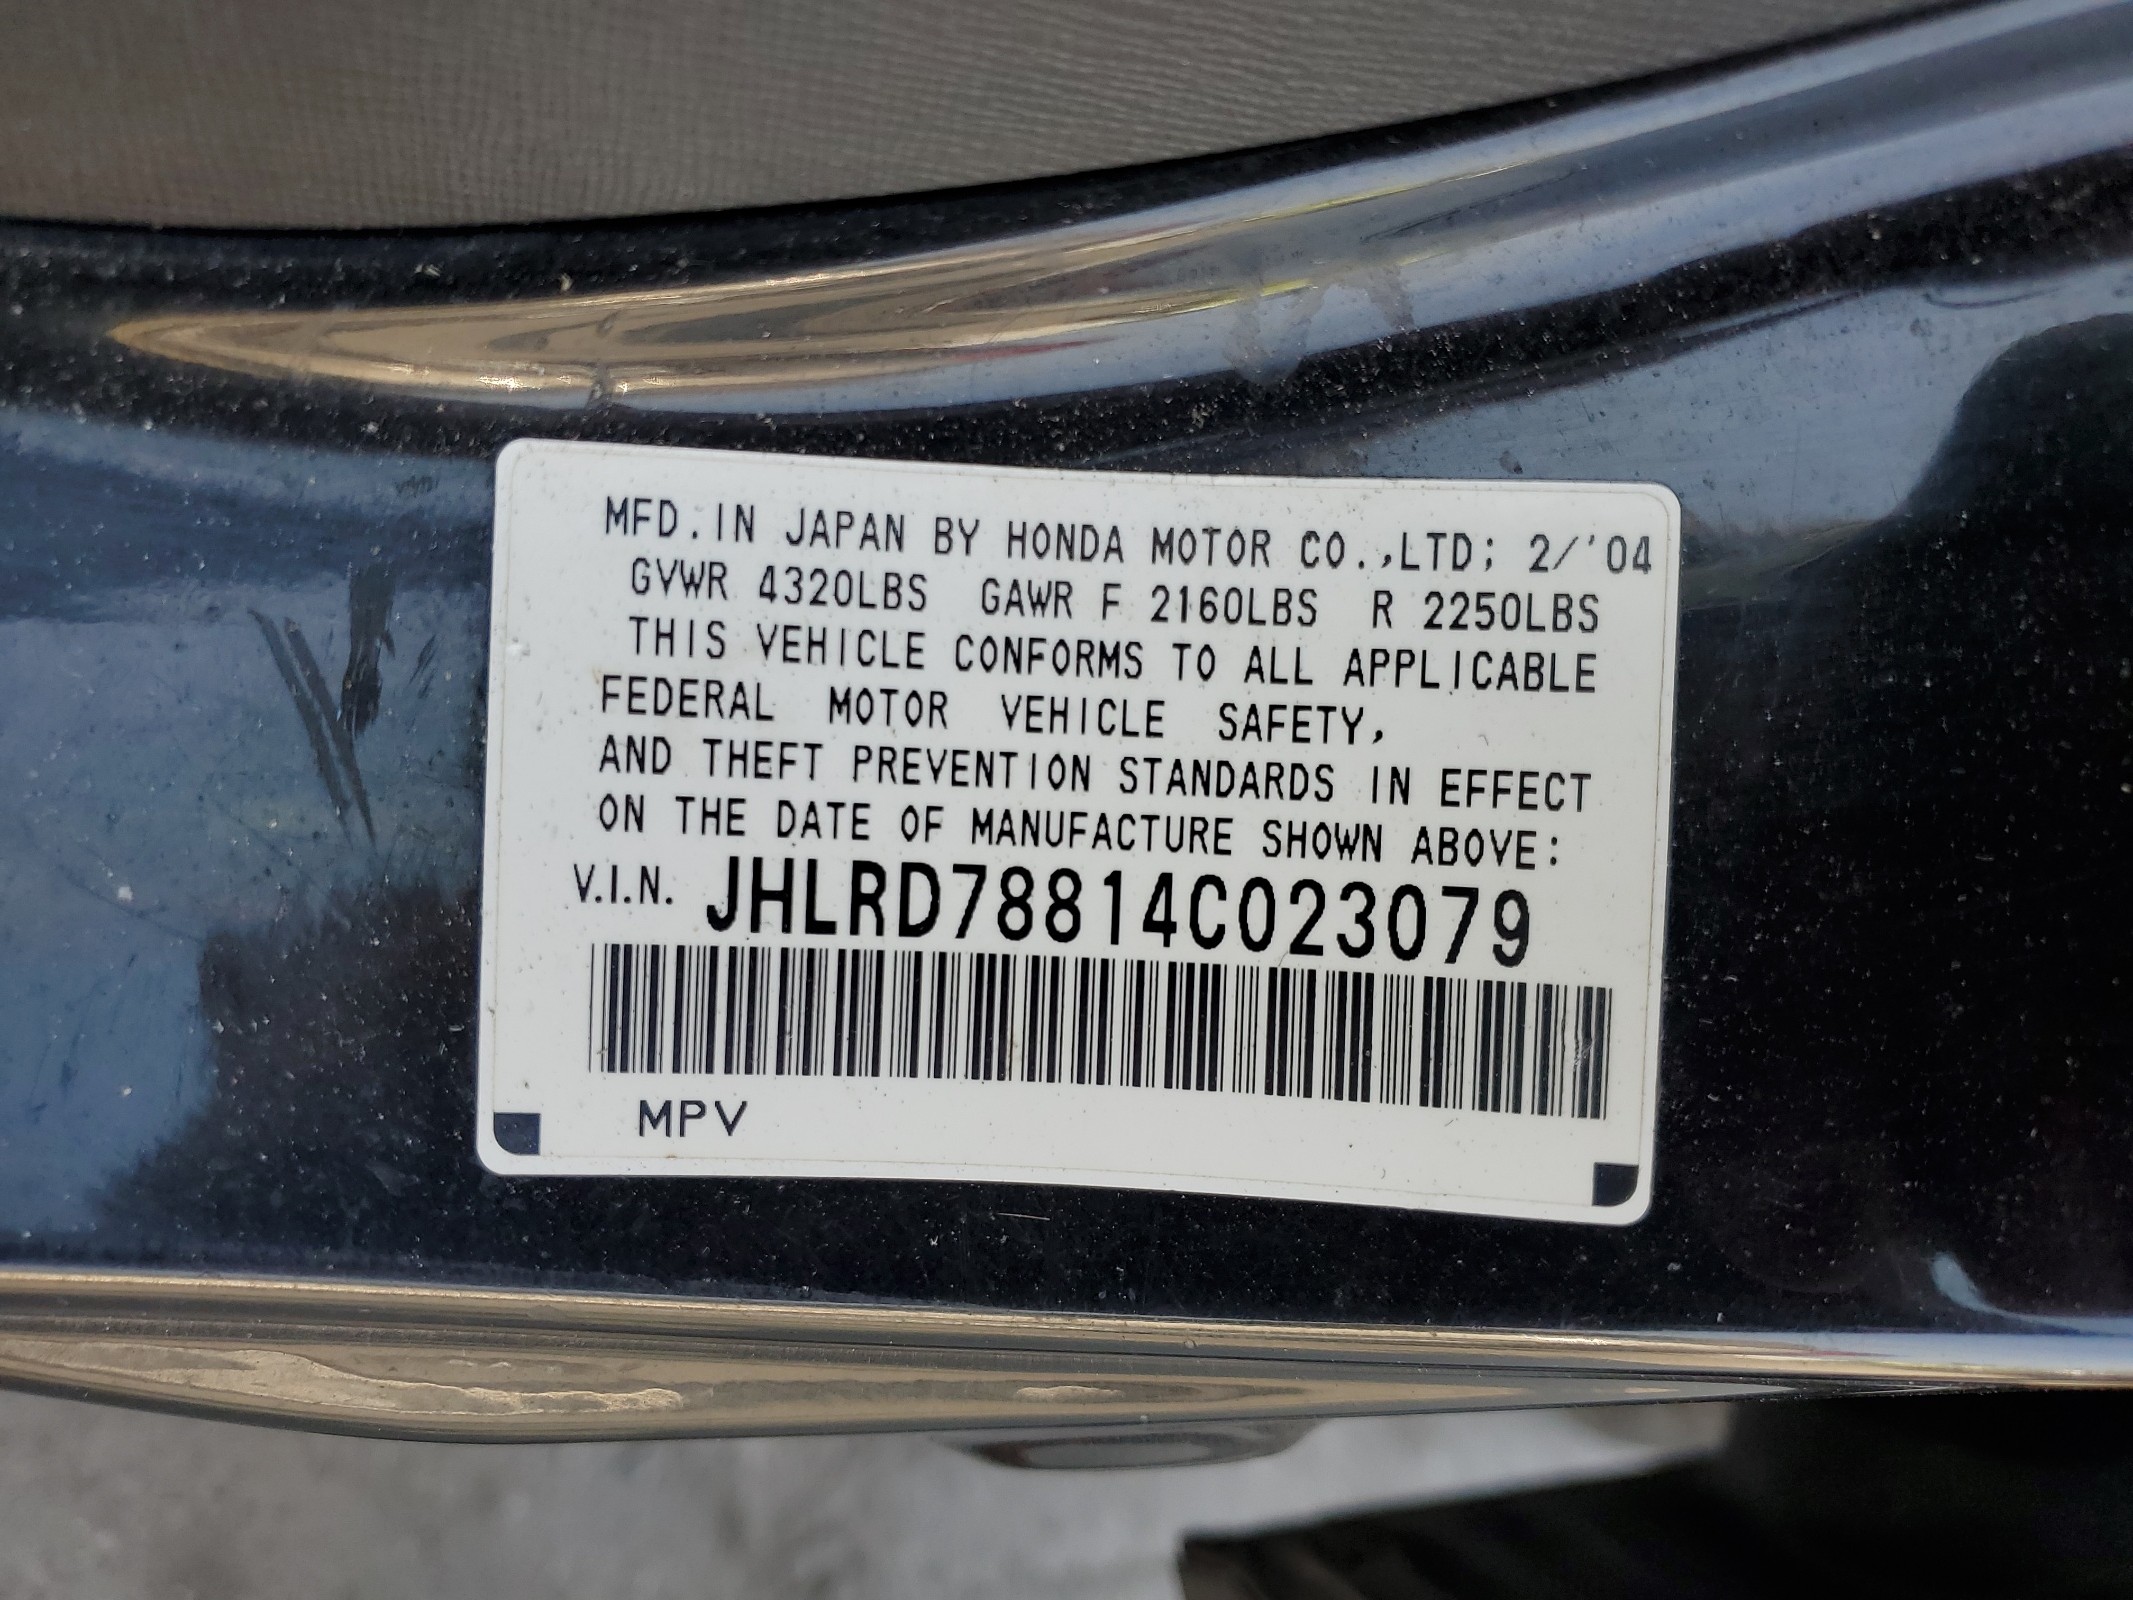 MFD.IN JAPAN BY HONDA MOTOR CO.,LTD; 2/'04
GVWR 4320LBS GAWR F 2160LBS R 2250LBS
THIS VEHICLE CONFORMS TO ALL APPLICABLE
FEDERAL MOTOR VEHICLE SAFETY,
AND THEFT PREVENTION STANDARDS IN EFFECT
ON THE DATE OF MANUFACTURE SHOWN ABOVE:
V.I.N. JHLRD78814C023079
MPV